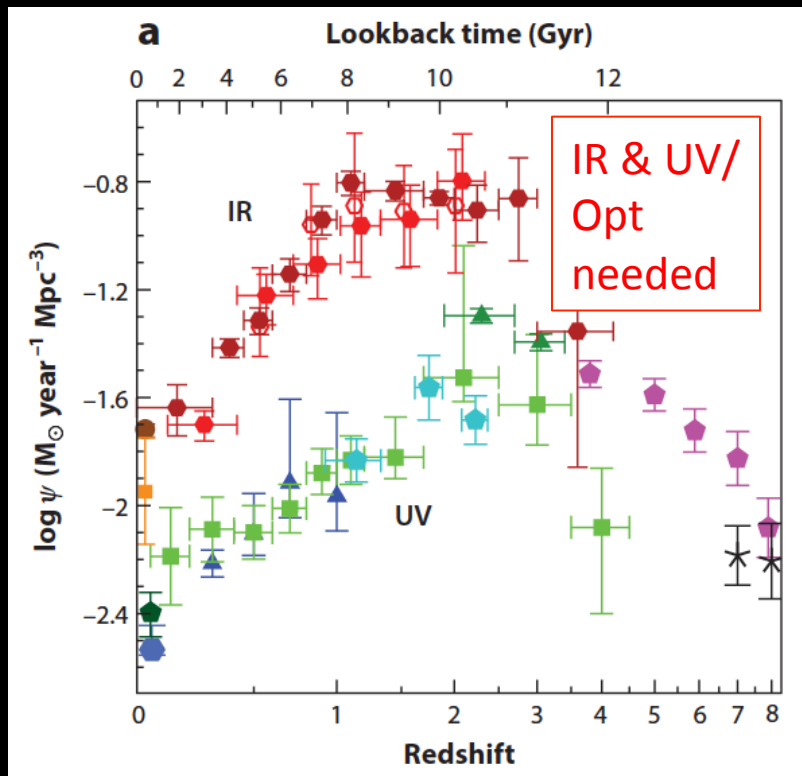 a
Lookback time (Gyr)
0 2 4 6 8 10 12
IR & UV/
Opt
needed
−0.8
IR
−1.2
log ψ (M☉ year⁻¹ Mpc⁻³)
−1.6
−2
UV
−2.4
0 1 2 3 4 5 6 7 8
Redshift